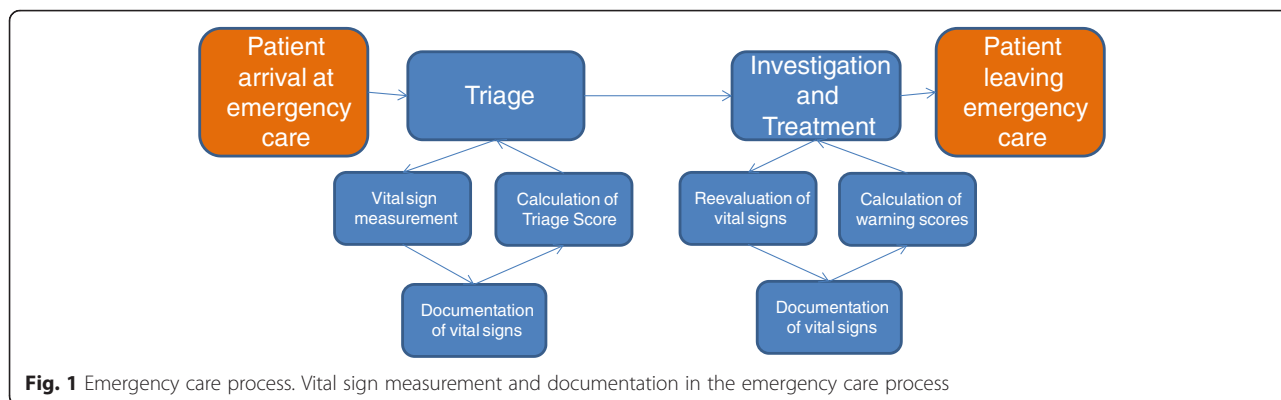 Patient
arrival at
emergency
care
Triage
Investigation
and
Treatment
Patient
leaving
emergency
care
Vital sign
measurement
Calculation of
Triage Score
Reevaluation of
vital signs
Calculation of
warning scores
Documentation
of vital signs
Documentation
of vital signs
Fig. 1 Emergency care process. Vital sign measurement and documentation in the emergency care process